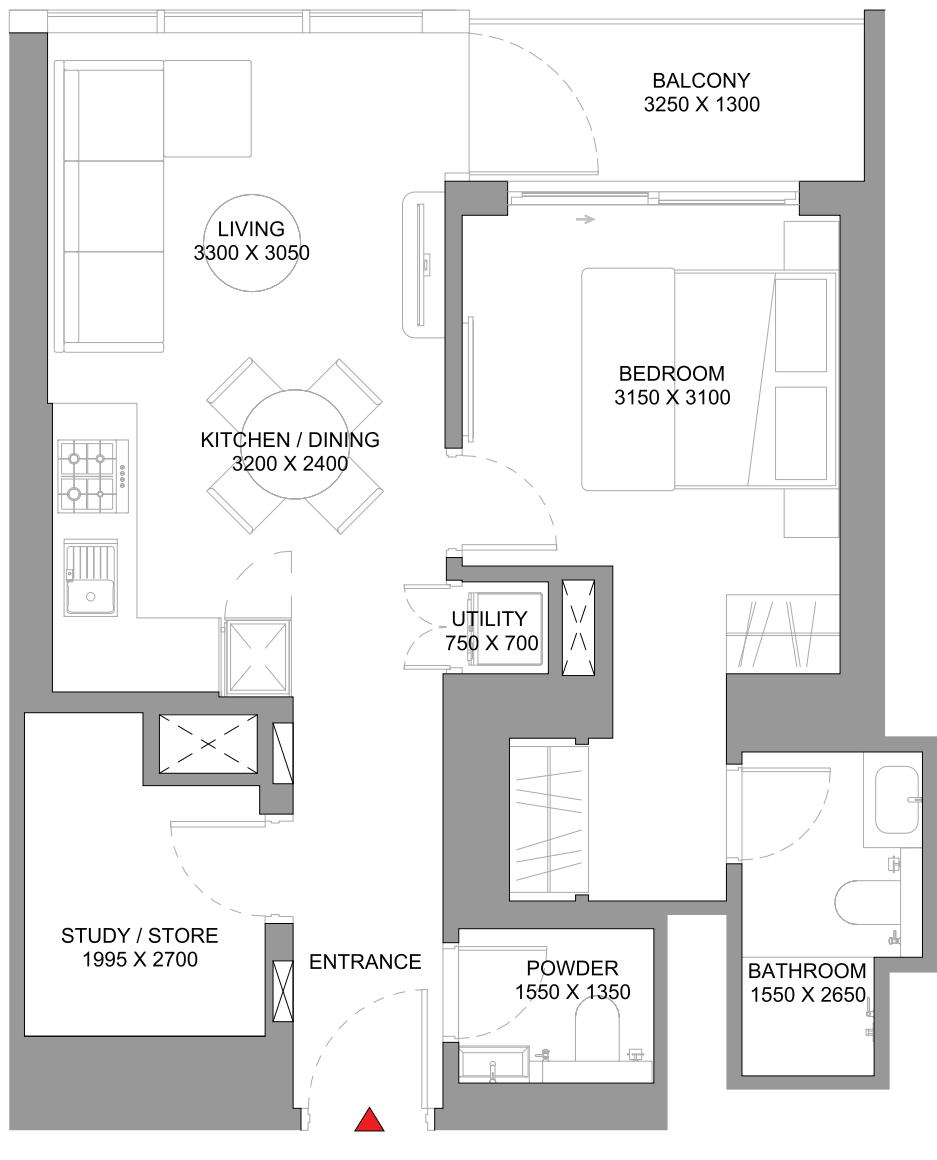 BALCONY
3250 X 1300
LIVING
3300 X 3050
BEDROOM
3150 X 3100
KITCHEN / DINING
3200 X 2400
UTILITY
750 X 700
STUDY / STORE
1995 X 2700
ENTRANCE
POWDER
1550 X 1350
BATHROOM
1550 X 2650